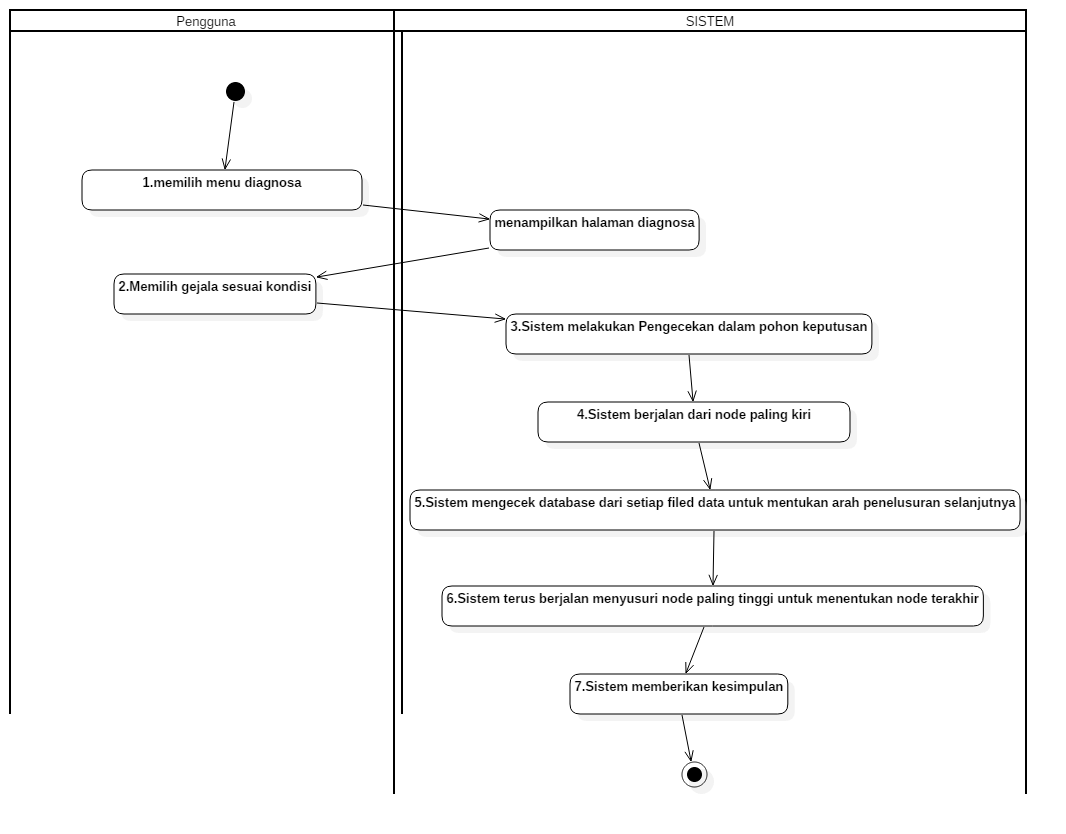 Pengguna
SISTEM
1.memilih menu diagnosa
menampilkan halaman diagnosa
2.Memilih gejala sesuai kondisi
3.Sistem melakukan Pengecekan dalam pohon keputusan
4.Sistem berjalan dari node paling kiri
5.Sistem mengecek database dari setiap filed data untuk mentukan arah penelusuran selanjutnya
6.Sistem terus berjalan menyusuri node paling tinggi untuk menentukan node terakhir
7.Sistem memberikan kesimpulan